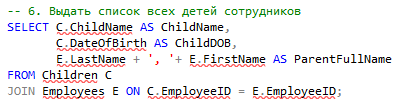 -- 6. Выдать список всех детей сотрудников
SELECT C.ChildName AS ChildName,
C.DateOfBirth AS ChildDOB,
E.LastName + ', '+ E.FirstName AS ParentFullName
FROM Children C
JOIN Employees E ON C.EmployeeID = E.EmployeeID;